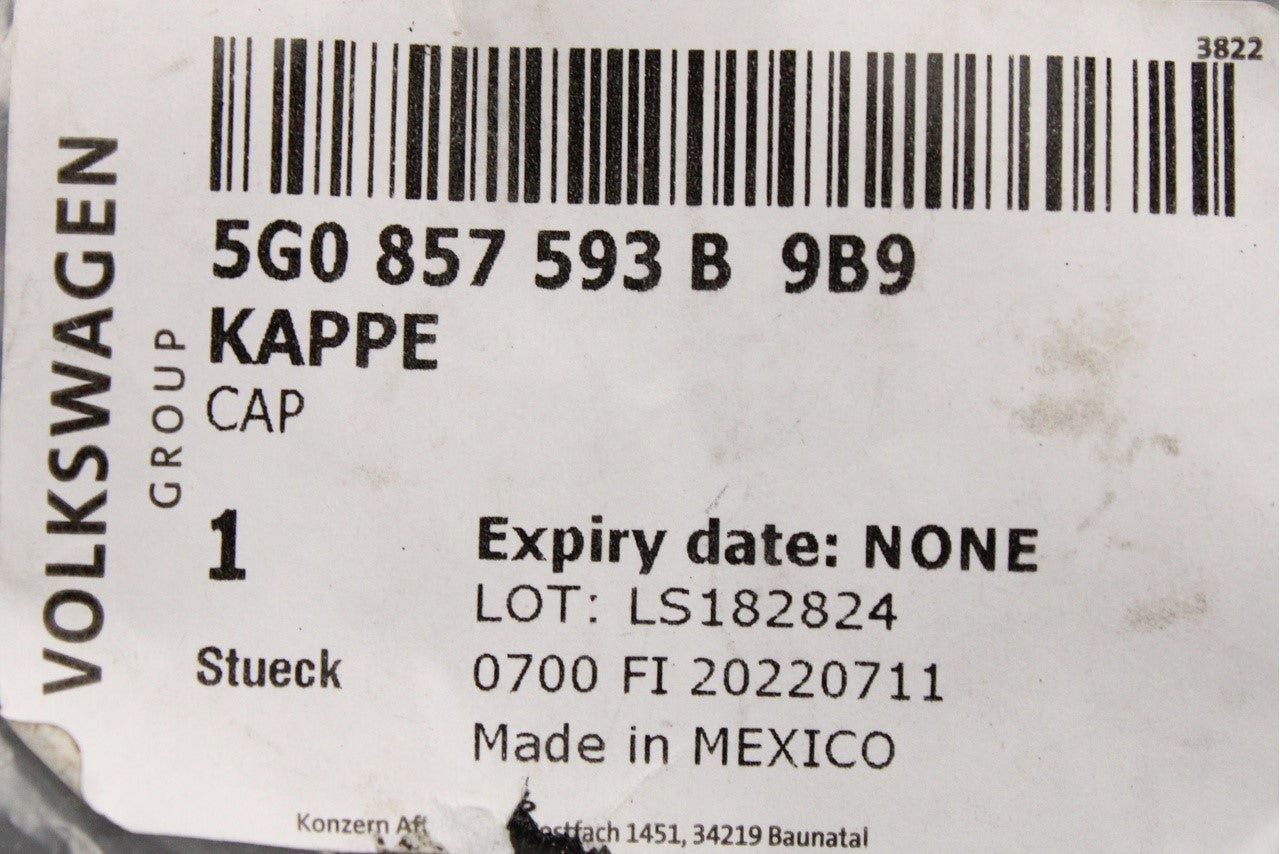 3822
VOLKSWAGEN
GROUP
5G0 857 593 B 9B9
KAPPE
CAP
1
Stueck
Expiry date: NONE
LOT: LS182824
0700 FI 20220711
Made in MEXICO
Konzern 1451, 34219 Baunatal